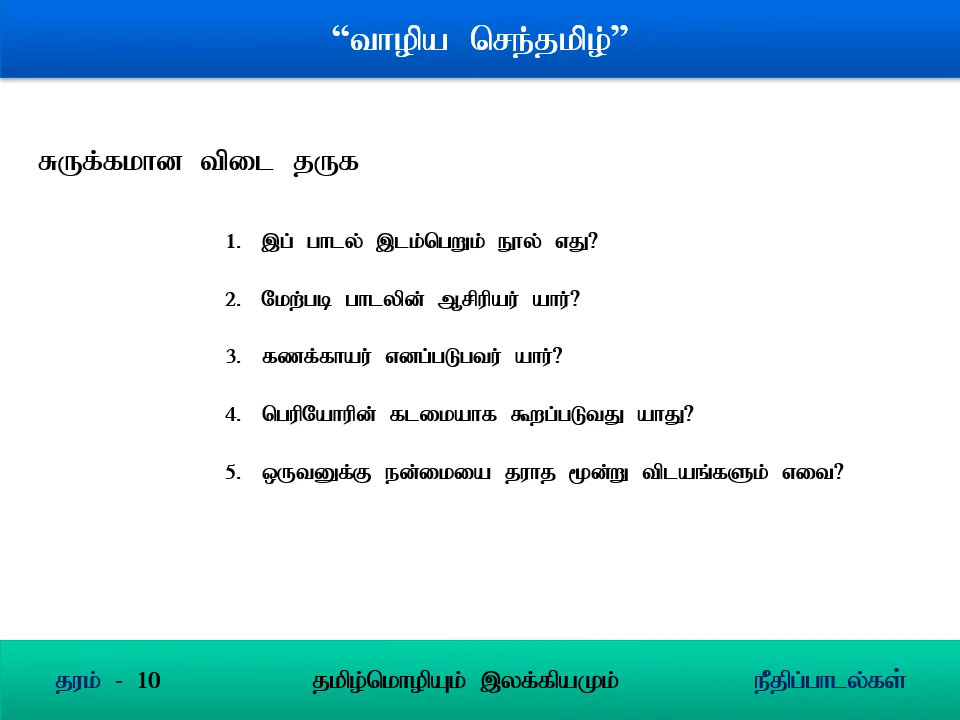 “வாழிய செந்தமிழ்”
சுருக்கமான விடை தருக
1. இப் பாடல் இடம்பெறும் நூல் எது?
2. மேற்படி பாடலின் ஆசிரியர் யார்?
3. கணக்காயர் எனப்படுபவர் யார்?
4. பெரியோரின் கடமையாக கூறப்படுவது யாது?
5. ஒருவனுக்கு நன்மையை தராத மூன்று விடயங்களும் எவை?
தரம் - 10 தமிழ்மொழியும் இலக்கியமும் நீதிப்பாடல்கள்